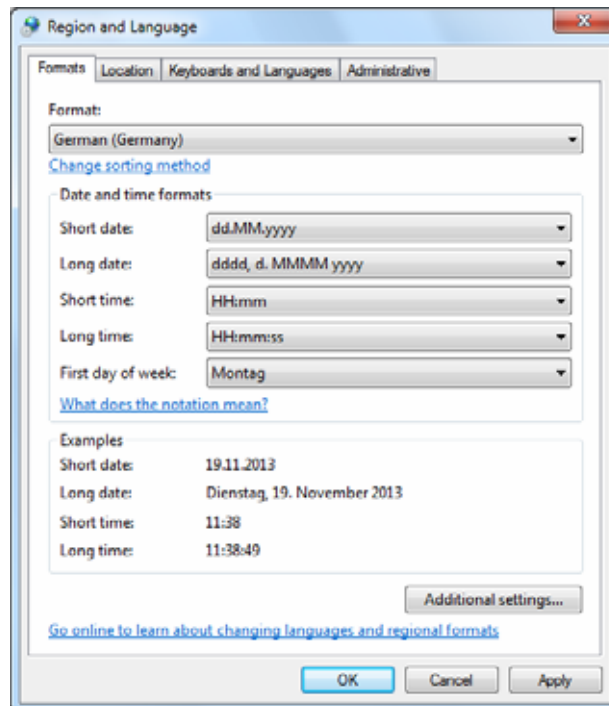 Region and Language
Formats Location Keyboards and Languages Administrative
Format:
German (Germany)
Change sorting method
Date and time formats
Short date: dd.MM.yyyy
Long date: dddd, d. MMMM yyyy
Short time: HH:mm
Long time: HH:mm:ss
First day of week: Montag
What does the notation mean?
Examples
Short date: 19.11.2013
Long date: Dienstag, 19. November 2013
Short time: 11:38
Long time: 11:38:49
Additional settings...
Go online to learn about changing languages and regional formats
OK Cancel Apply